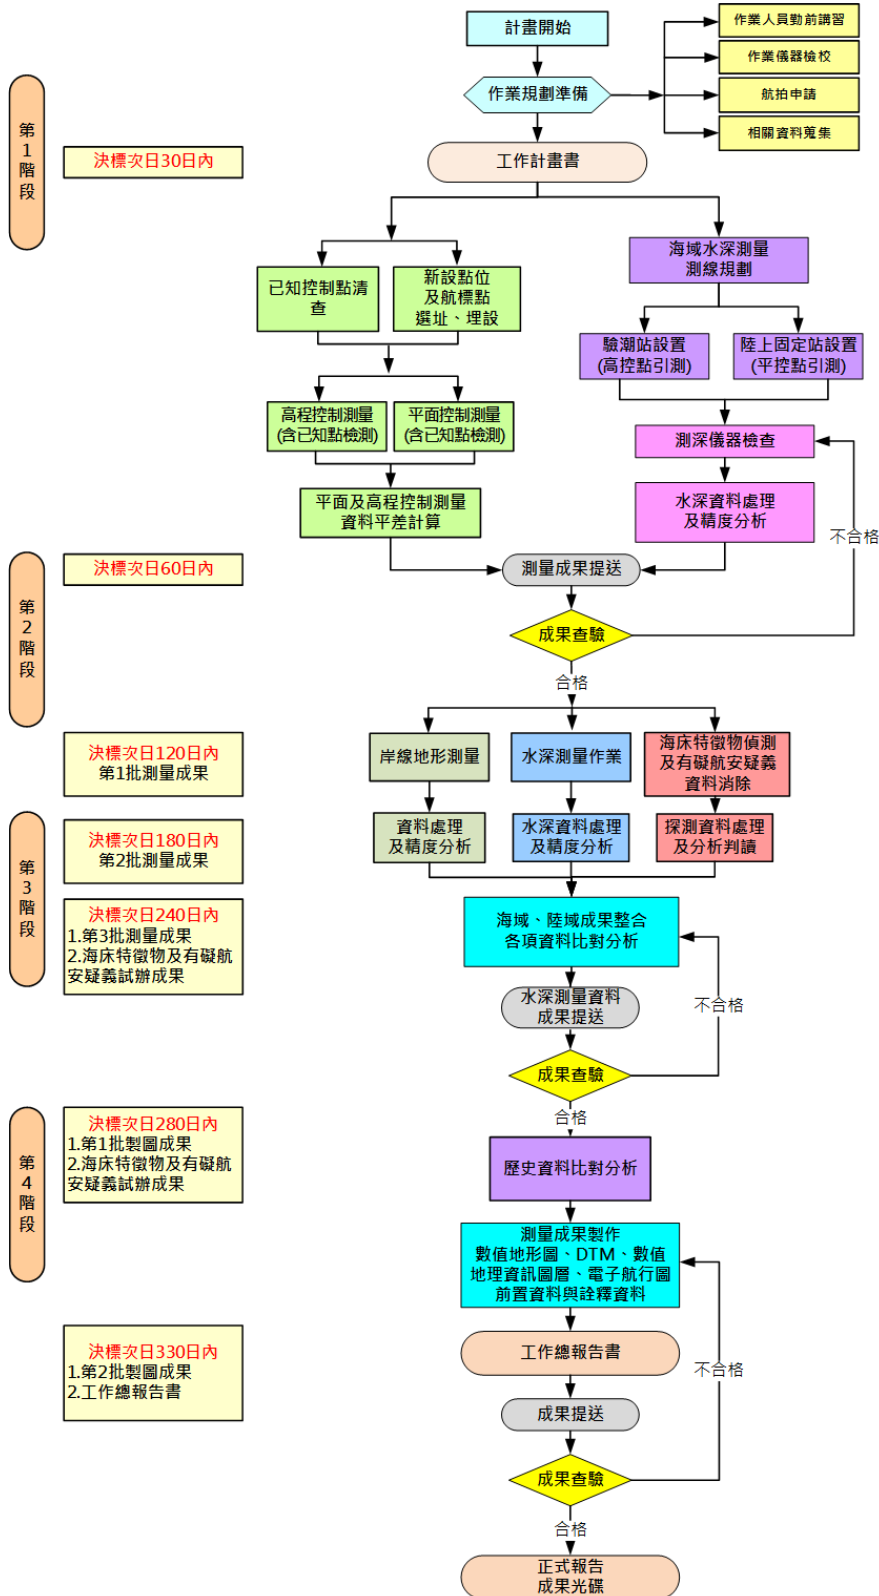 計畫開始
作業規劃準備
作業人員勤前講習
作業儀器檢校
航拍申請
相關資料蒐集
第
1
階
段
決標次日30日內
工作計畫書
已知控制點清
查
新設點位
及航標點
選址、埋設
海域水深測量
測線規劃
驗潮站設置
(高控點引測)
陸上固定站設置
(平控點引測)
高程控制測量
(含已知點檢測)
平面控制測量
(含已知點檢測)
測深儀器檢查
平面及高程控制測量
資料平差計算
水深資料處理
及精度分析
不合格
第
2
階
段
決標次日60日內
測量成果提送
成果查驗
合格
決標次日120日內
第1批測量成果
岸線地形測量
水深測量作業
海床特徵物偵測
及有礙航安疑義
資料消除
第
3
階
段
決標次日180日內
第2批測量成果
資料處理
及精度分析
水深資料處理
及精度分析
探測資料處理
及分析判讀
決標次日240日內
1.第3批測量成果
2.海床特徵物及有礙航
安疑義試辦成果
海域、陸域成果整合
各項資料比對分析
水深測量資料
成果提送
不合格
成果查驗
合格
第
4
階
段
決標次日280日內
1.第1批製圖成果
2.海床特徵物及有礙航
安疑義試辦成果
歷史資料比對分析
測量成果製作
數值地形圖、DTM、數值
地理資訊圖層、電子航行圖
前置資料與詮釋資料
決標次日330日內
1.第2批製圖成果
2.工作總報告書
工作總報告書
不合格
成果提送
成果查驗
合格
正式報告
成果光碟